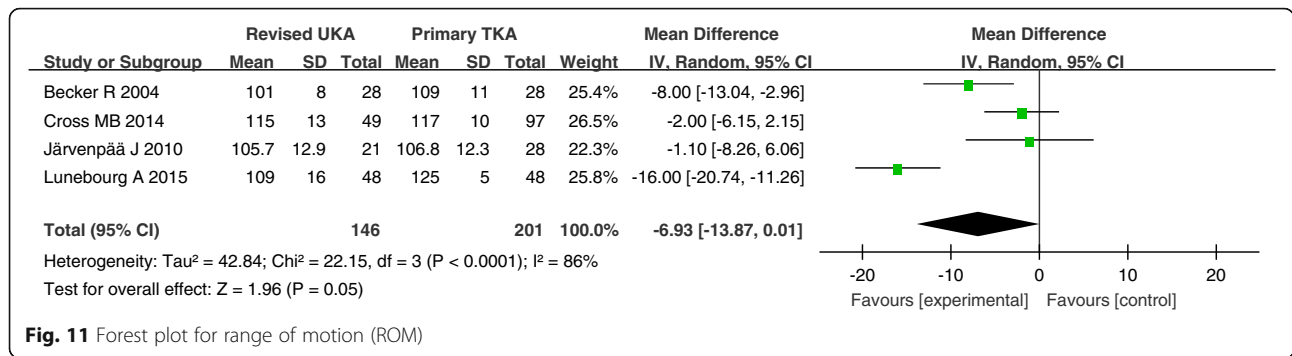 Revised UKA Primary TKA Mean Difference Mean Difference
Study or Subgroup Mean SD Total Mean SD Total Weight IV, Random, 95% CI IV, Random, 95% CI
Becker R 2004 101 8 28 109 11 28 25.4% -8.00 [-13.04, -2.96]
Cross MB 2014 115 13 49 117 10 97 26.5% -2.00 [-6.15, 2.15]
Järvenpää J 2010 105.7 12.9 21 106.8 12.3 28 22.3% -1.10 [-8.26, 6.06]
Lunebourg A 2015 109 16 48 125 5 48 25.8% -16.00 [-20.74, -11.26]
Total (95% CI) 146 201 100.0% -6.93 [-13.87, 0.01]
Heterogeneity: Tau² = 42.84; Chi² = 22.15, df = 3 (P < 0.0001); I² = 86%
Test for overall effect: Z = 1.96 (P = 0.05)
-20 -10 0 10 20
Favours [experimental] Favours [control]
Fig. 11 Forest plot for range of motion (ROM)